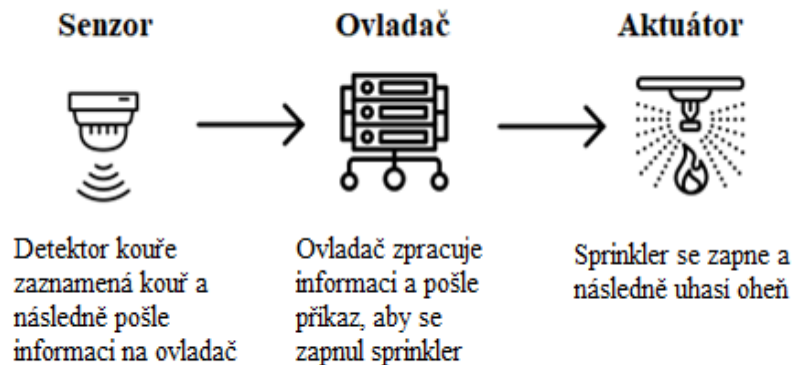 Senzor
Ovladač
Aktuátor
Detektor kouře
zaznamená kouř a
následně pošle
informaci na ovladač
Ovladač zpracuje
informaci a pošle
příkaz, aby se
zapnul sprinkler
Sprinkler se zapne a
následně uhasi oheň